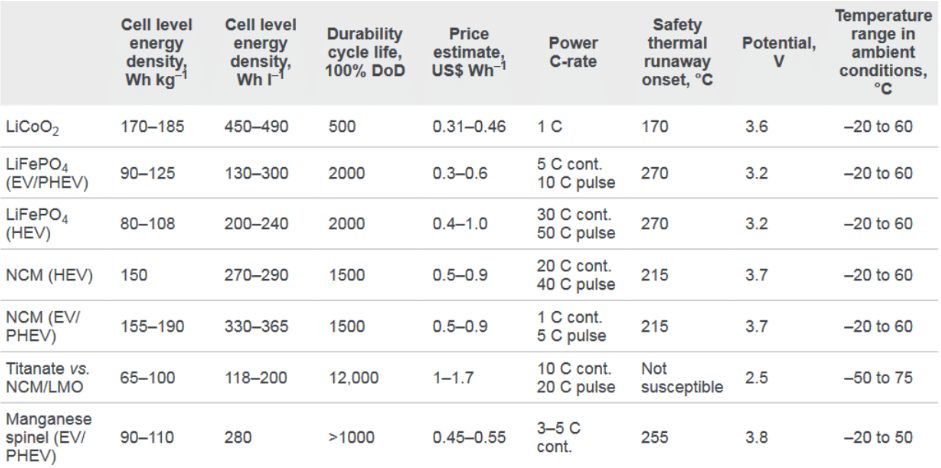 Cell level energy density, Wh kg⁻¹ Cell level energy density, Wh l⁻¹ Durability cycle life, 100% DoD Price estimate, US$ Wh⁻¹ Power C-rate Safety thermal runaway onset, °C Potential, V Temperature range in ambient conditions, °C
LiCoO₂ 170–185 450–490 500 0.31–0.46 1 C 170 3.6 –20 to 60
LiFePO₄ (EV/PHEV) 90–125 130–300 2000 0.3–0.6 5 C cont. 10 C pulse 270 3.2 –20 to 60
LiFePO₄ (HEV) 80–108 200–240 2000 0.4–1.0 30 C cont. 50 C pulse 270 3.2 –20 to 60
NCM (HEV) 150 270–290 1500 0.5–0.9 20 C cont. 40 C pulse 215 3.7 –20 to 60
NCM (EV/ PHEV) 155–190 330–365 1500 0.5–0.9 1 C cont. 5 C pulse 215 3.7 –20 to 60
Titanate vs. NCM/LMO 65–100 118–200 12,000 1–1.7 10 C cont. 20 C pulse Not susceptible 2.5 –50 to 75
Manganese spinel (EV/ PHEV) 90–110 280 >1000 0.45–0.55 3–5 C cont. 255 3.8 –20 to 50